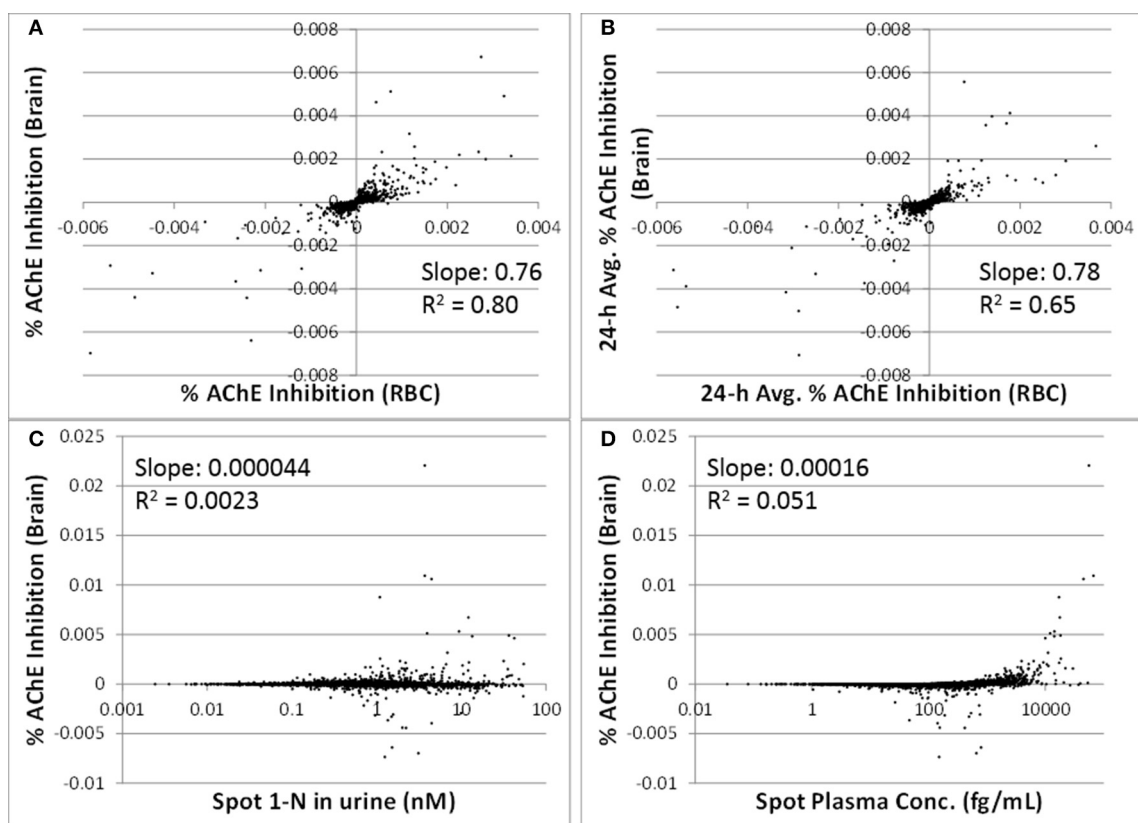 A
% AChE Inhibition (Brain)
0.008
0.006
0.004
0.002
0
-0.002
-0.004
-0.006
-0.008
-0.006
-0.004
-0.002
0
0.002
0.004
Slope: 0.76
R² = 0.80
% AChE Inhibition (RBC)
B
24-h Avg. % AChE Inhibition
(Brain)
0.008
0.006
0.004
0.002
0
-0.002
-0.004
-0.006
-0.008
-0.006
-0.004
-0.002
0
0.002
0.004
Slope: 0.78
R² = 0.65
24-h Avg. % AChE Inhibition (RBC)
C
% AChE Inhibition (Brain)
0.025
0.02
0.015
0.01
0.005
0
-0.005
-0.01
Slope: 0.000044
R² = 0.0023
0.001
0.01
0.1
1
10
100
Spot 1-N in urine (nM)
D
% AChE Inhibition (Brain)
0.025
0.02
0.015
0.01
0.005
0
-0.005
-0.01
Slope: 0.00016
R² = 0.051
0.01
1
100
10000
Spot Plasma Conc. (fg/mL)